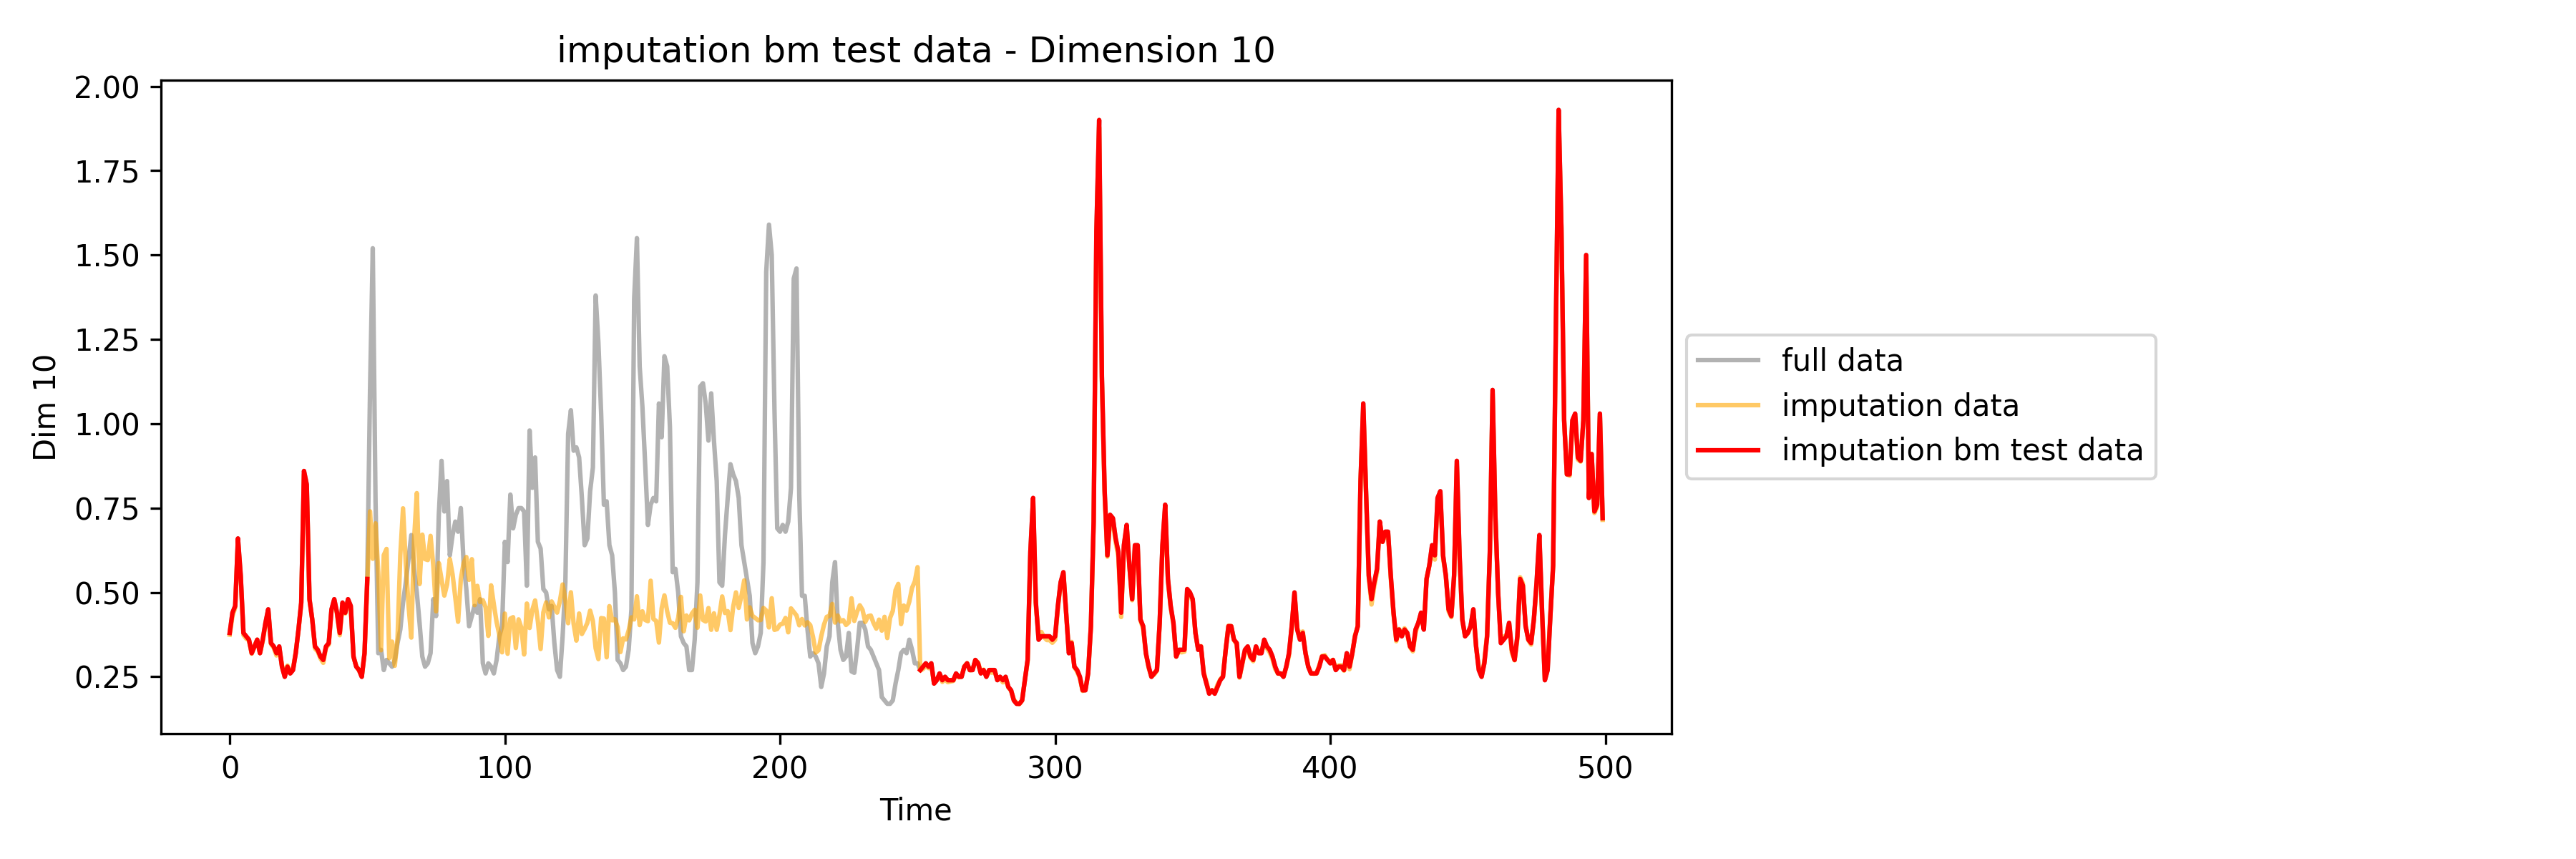 imputation bm test data - Dimension 10
2.00
1.75
1.50
1.25
1.00
0.75
0.50
0.25
Dim 10
0 100 200 300 400 500
Time
full data
imputation data
imputation bm test data